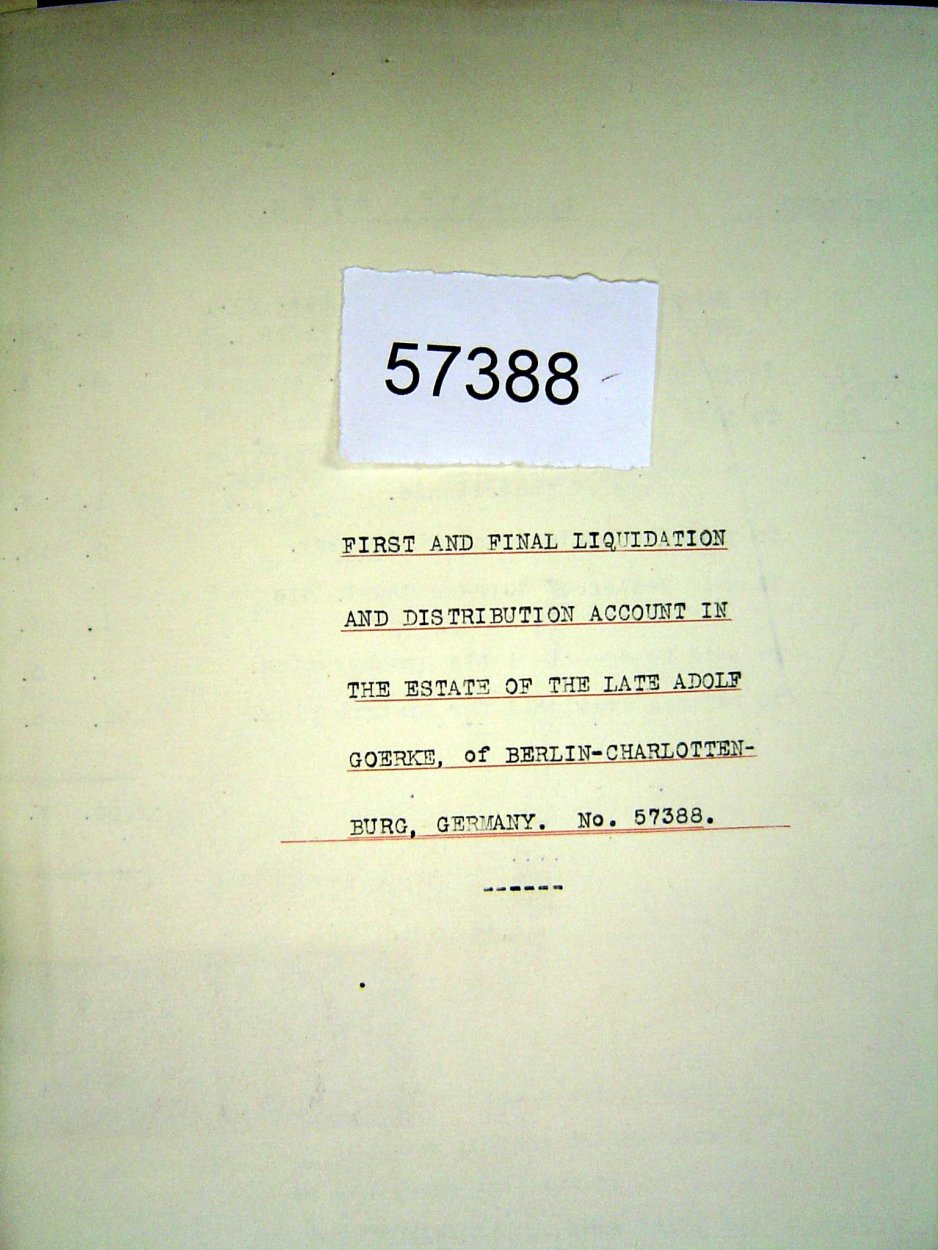 57388
FIRST AND FINAL LIQUIDATION
AND DISTRIBUTION ACCOUNT IN
THE ESTATE OF THE LATE ADOLF
GOERKE, of BERLIN-CHARLOTTEN-
BURG, GERMANY. No. 57388.
------